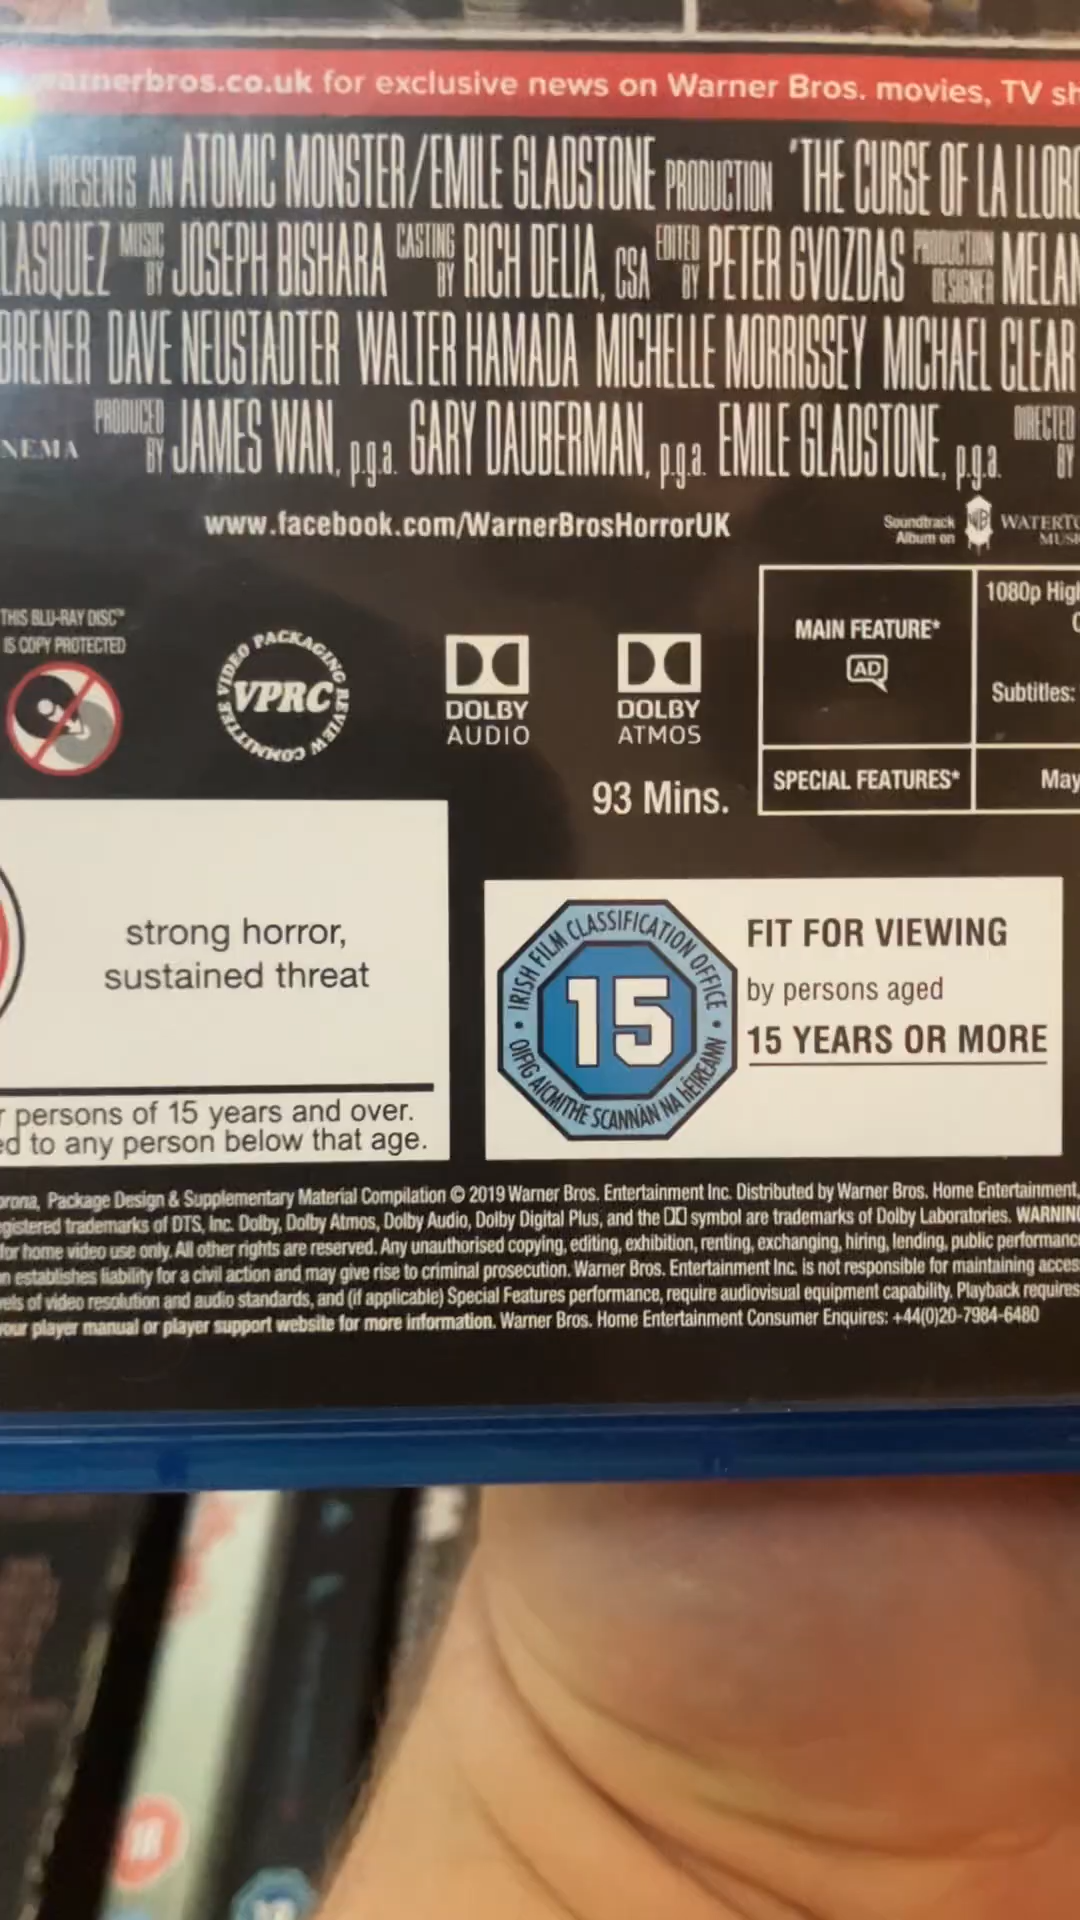 warnerbros.co.uk for exclusive news on Warner Bros. movies, TV sh
PRESENTS AN ATOMIC MONSTER/EMILE GLADSTONE PRODUCTION "THE CURSE OF LA LLORO
LASQUEZ MUSIC BY JOSEPH BISHARA CASTING BY RICH DELIA, CSA EDITED BY PETER GVOZDAS PRODUCTION DESIGNER MELAN
BRENER DAVE NEUSTADTER WALTER HAMADA MICHELLE MORRISSEY MICHAEL CLEAR
NEMA PRODUCED BY JAMES WAN, p.g.a. GARY DAUBERMAN, p.g.a. EMILE GLADSTONE, p.g.a. DIRECTED BY
www.facebook.com/WarnerBrosHorrorUK
Soundtrack
Album on
WB
WATERTO
MUSI
THIS BLU-RAY DISC™
IS COPY PROTECTED
VIDEO PACKAGING REVIEW COMMITTEE
VPRC
DOLBY
AUDIO
DOLBY
ATMOS
93 Mins.
MAIN FEATURE*
AD
1080p High
Subtitles:
SPECIAL FEATURES*
May
strong horror,
sustained threat
r persons of 15 years and over.
ed to any person below that age.
IRISH FILM CLASSIFICATION OFFICE
15
OIFIG AICMITHE SCANNÁN NA hÉIREANN
FIT FOR VIEWING
by persons aged
15 YEARS OR MORE
orona, Package Design & Supplementary Material Compilation © 2019 Warner Bros. Entertainment Inc. Distributed by Warner Bros. Home Entertainment,
egistered trademarks of DTS, Inc. Dolby, Dolby Atmos, Dolby Audio, Dolby Digital Plus, and the symbol are trademarks of Dolby Laboratories. WARNING
for home video use only. All other rights are reserved. Any unauthorised copying, editing, exhibition, renting, exchanging, hiring, lending, public performance
n establishes liability for a civil action and may give rise to criminal prosecution. Warner Bros. Entertainment Inc. is not responsible for maintaining acces
vels of video resolution and audio standards, and (if applicable) Special Features performance, require audiovisual equipment capability. Playback requires
your player manual or player support website for more information. Warner Bros. Home Entertainment Consumer Enquires: +44(0)20-7984-6480
18